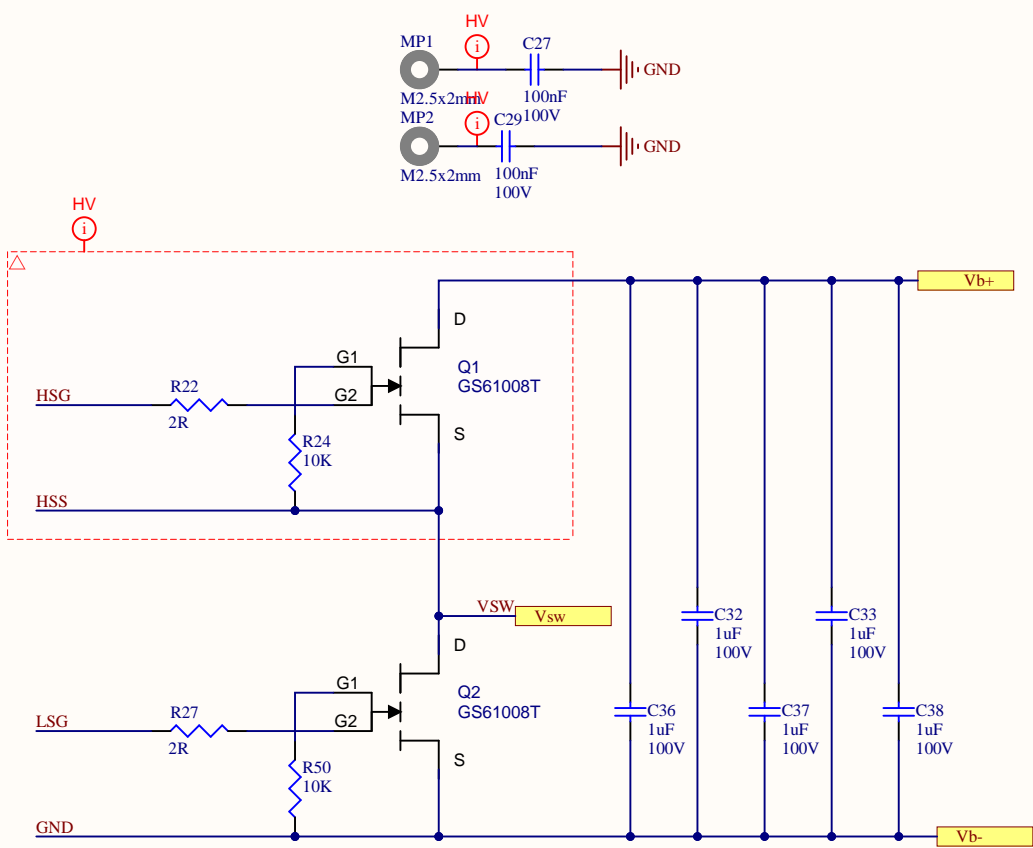 HV
MP1
i
C27
GND
M2.5x2mm
100nF
100V
HV
MP2
i
C29
GND
M2.5x2mm
100nF
100V
HV
i
Vb+
D
G1
Q1
GS61008T
HSG
R22
G2
2R
S
R24
10K
HSS
VSW
Vsw
D
C32
1uF
100V
C33
1uF
100V
G1
Q2
GS61008T
LSG
R27
G2
2R
C36
1uF
100V
C37
1uF
100V
C38
1uF
100V
S
R50
10K
GND
Vb-